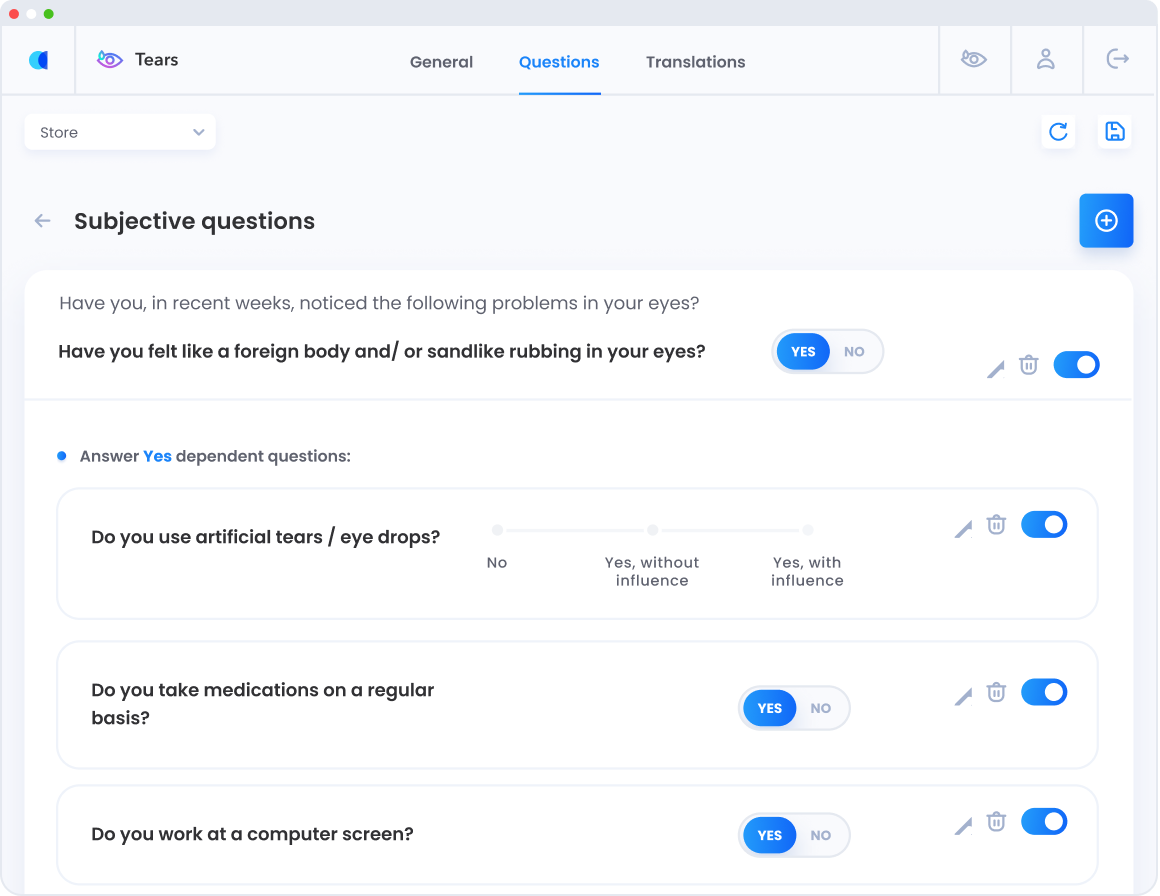 Tears
General
Questions
Translations
Store
Subjective questions
Have you, in recent weeks, noticed the following problems in your eyes?
Have you felt like a foreign body and/ or sandlike rubbing in your eyes?
YES NO
Answer Yes dependent questions:
Do you use artificial tears / eye drops?
No
Yes, without
influence
Yes, with
influence
Do you take medications on a regular
basis?
YES NO
Do you work at a computer screen?
YES NO